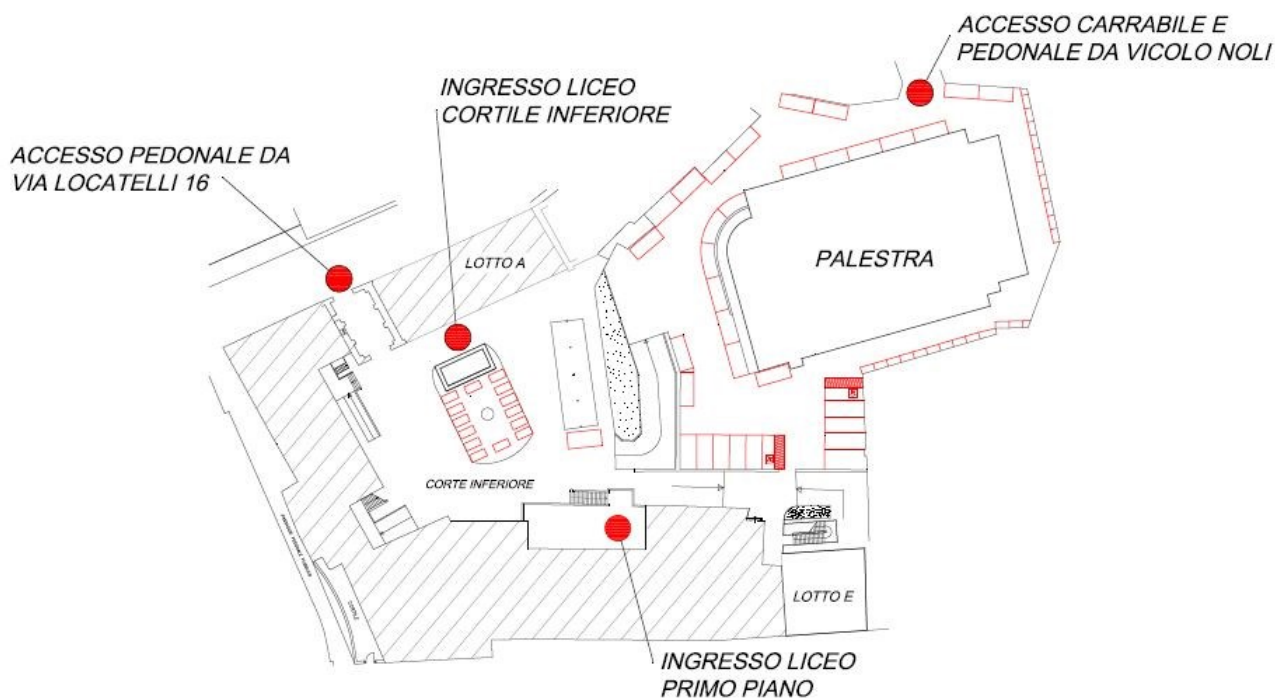 ACCESSO CARRABILE E
PEDONALE DA VICOLO NOLI
INGRESSO LICEO
CORTILE INFERIORE
ACCESSO PEDONALE DA
VIA LOCATELLI 16
LOTTO A
PALESTRA
CORTE INFERIORE
LOTTO E
INGRESSO LICEO
PRIMO PIANO